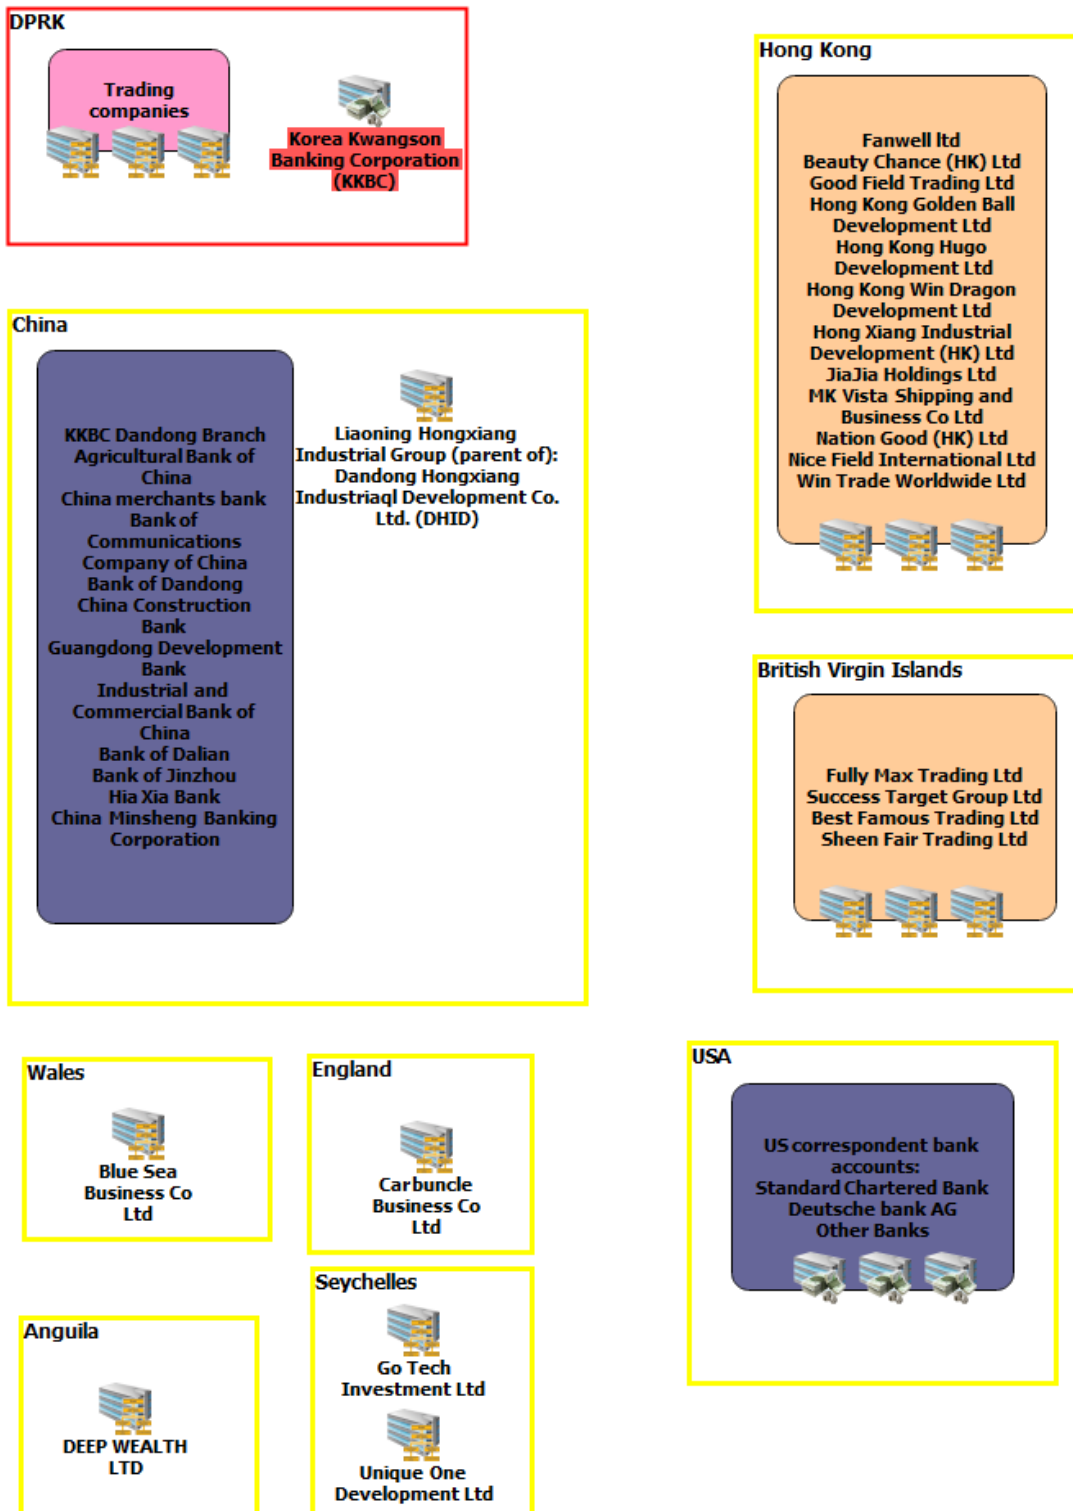 DPRK
Trading
companies
Korea Kwangson
Banking Corporation
(KKBC)
Hong Kong
Fanwell ltd
Beauty Chance (HK) Ltd
Good Field Trading Ltd
Hong Kong Golden Ball
Development Ltd
Hong Kong Hugo
Development Ltd
Hong Kong Win Dragon
Development Ltd
Hong Xiang Industrial
Development (HK) Ltd
JiaJia Holdings Ltd
MK Vista Shipping and
Business Co Ltd
Nation Good (HK) Ltd
Nice Field International Ltd
Win Trade Worldwide Ltd
China
KKBC Dandong Branch
Agricultural Bank of
China
China merchants bank
Bank of
Communications
Company of China
Bank of Dandong
China Construction
Bank
Guangdong Development
Bank
Industrial and
Commercial Bank of
China
Bank of Dalian
Bank of Jinzhou
Hia Xia Bank
China Minsheng Banking
Corporation
Liaoning Hongxiang
Industrial Group (parent of):
Dandong Hongxiang
Industriaql Development Co.
Ltd. (DHID)
British Virgin Islands
Fully Max Trading Ltd
Success Target Group Ltd
Best Famous Trading Ltd
Sheen Fair Trading Ltd
Wales
Blue Sea
Business Co
Ltd
England
Carbuncle
Business Co
Ltd
USA
US correspondent bank
accounts:
Standard Chartered Bank
Deutsche bank AG
Other Banks
Anguila
DEEP WEALTH
LTD
Seychelles
Go Tech
Investment Ltd
Unique One
Development Ltd